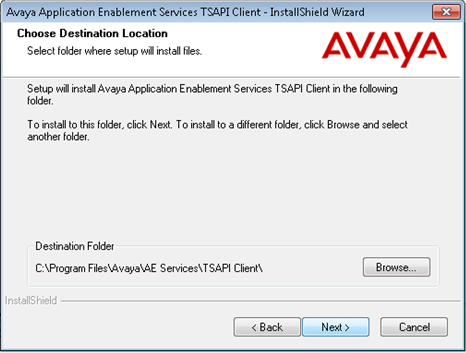 Avaya Application Enablement Services TSAPI Client - InstallShield Wizard
Choose Destination Location
Select folder where setup will install files.
AVAYA
Setup will install Avaya Application Enablement Services TSAPI Client in the following
folder.
To install to this folder, click Next. To install to a different folder, click Browse and select
another folder.
Destination Folder
C:\Program Files\Avaya\AE Services\TSAPI Client\
Browse...
InstallShield
< Back
Next >
Cancel